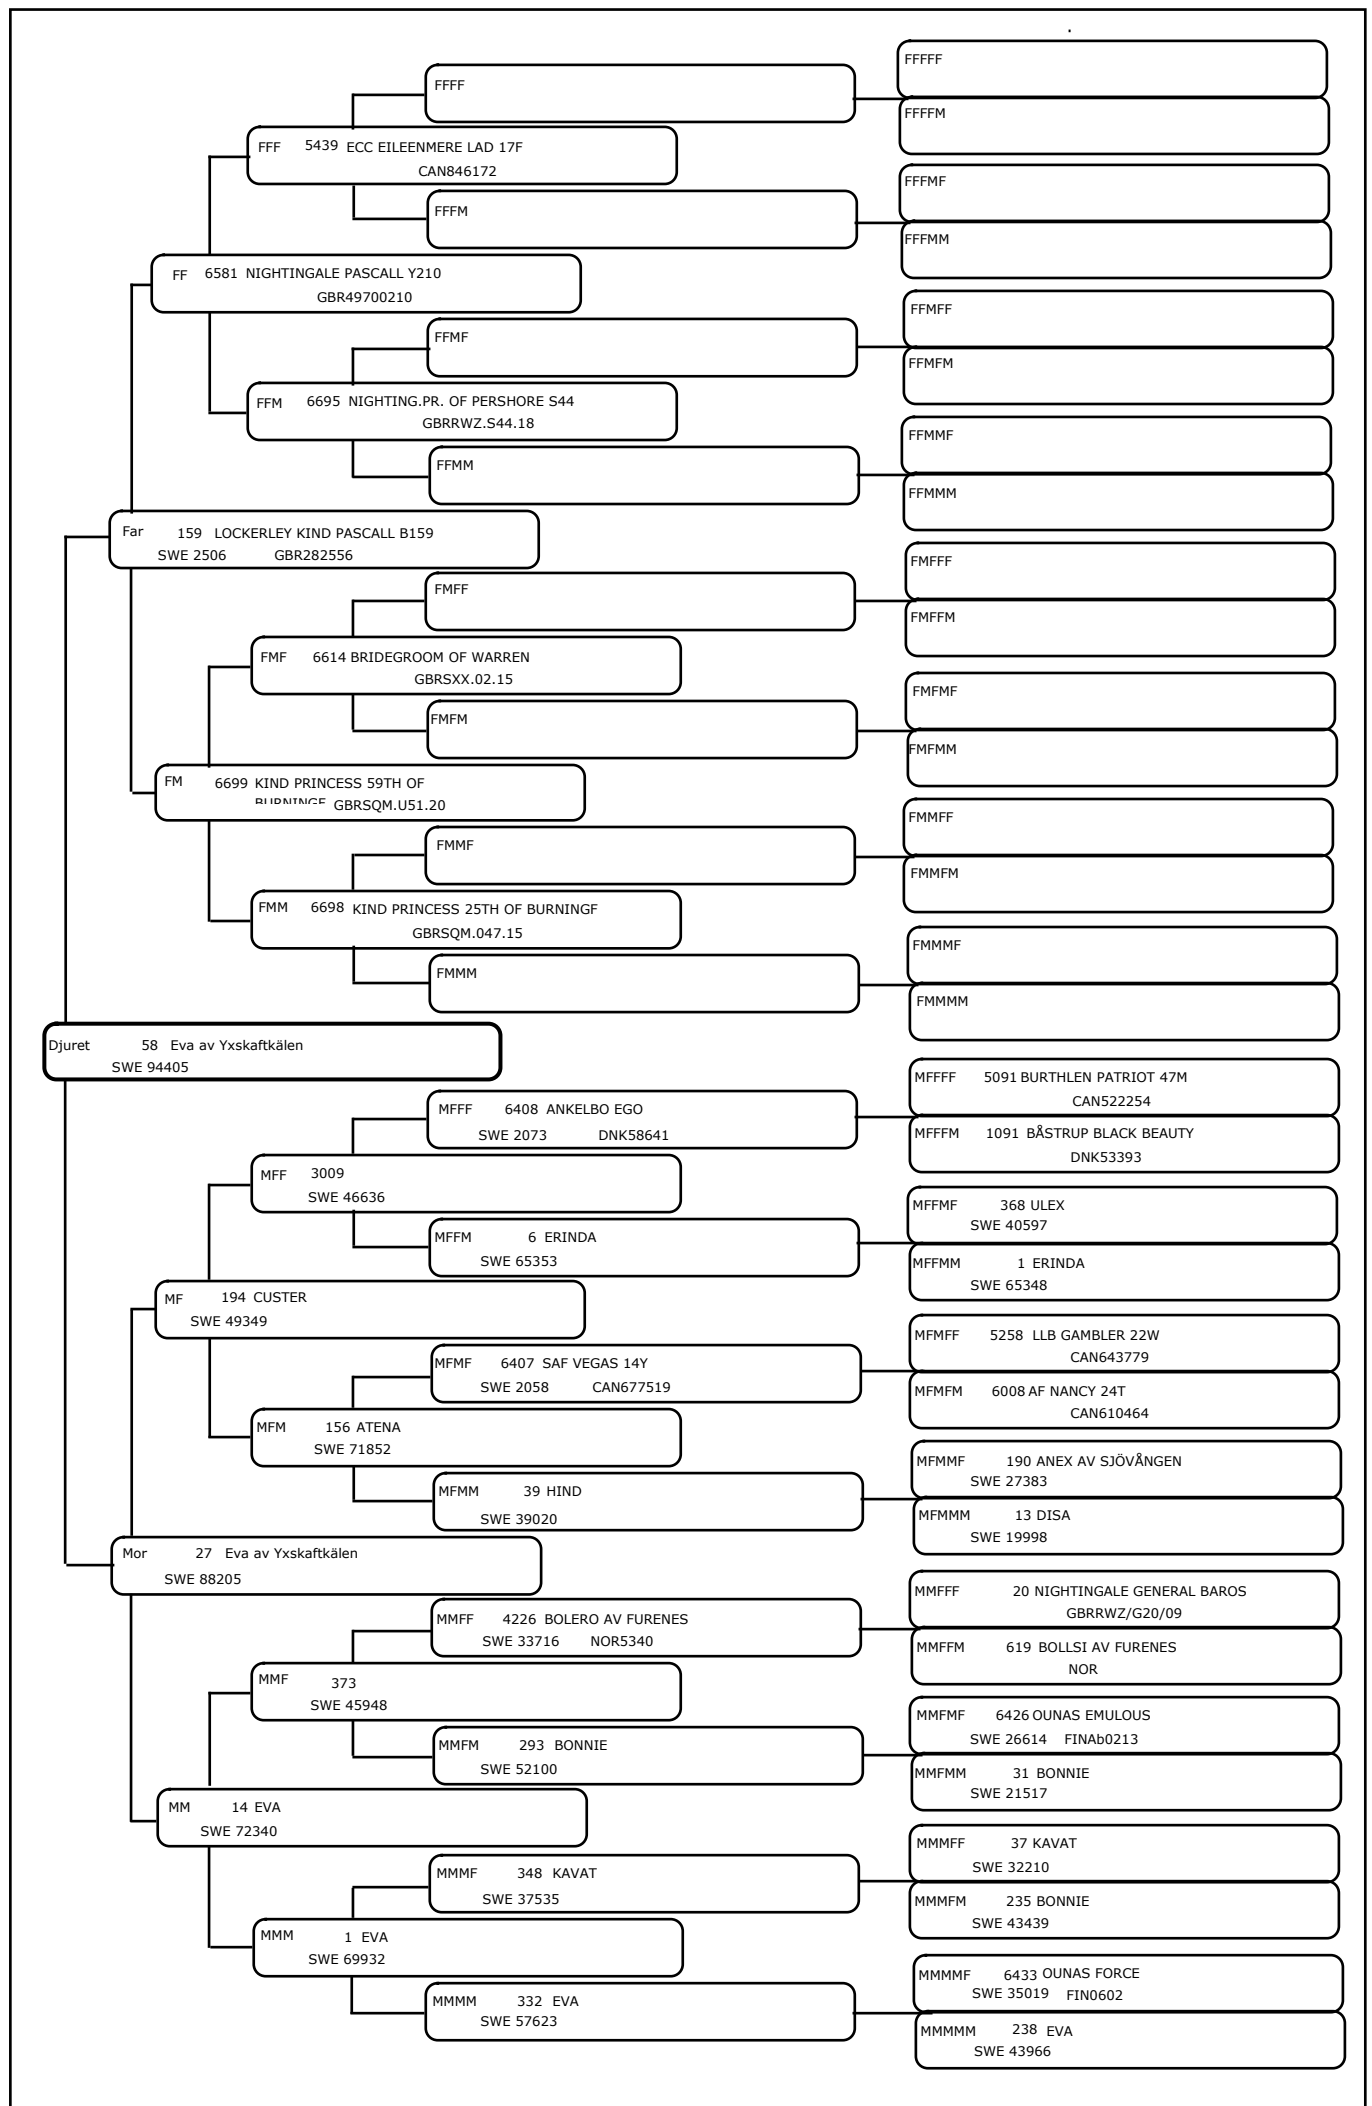 FFFFF
FFFF
FFFFM
FFF 5439 ECC EILEENMERE LAD 17F
CAN846172
FFFMF
FFFM
FFFMM
FF 6581 NIGHTINGALE PASCALL Y210
GBR49700210
FFMFF
FFMF
FFMFM
FFM 6695 NIGHTING.PR. OF PERSHORE S44
GBRRWZ.S44.18
FFMMF
FFMM
FFMMM
Far 159 LOCKERLEY KIND PASCALL B159
SWE 2506 GBR282556
FMFFF
FMFF
FMFFM
FMF 6614 BRIDEGROOM OF WARREN
GBRSXX.02.15
FMFMF
FMFM
FMFMM
FM 6699 KIND PRINCESS 59TH OF
BURNINGF GBRSQM.U51.20
FMMFF
FMMF
FMMFM
FMM 6698 KIND PRINCESS 25TH OF BURNINGF
GBRSQM.047.15
FMMMF
FMMM
FMMMM
Djuret 58 Eva av Yxskaftkälen
SWE 94405
MFFFF 5091 BURTHLEN PATRIOT 47M
CAN522254
MFFF 6408 ANKELBO EGO
SWE 2073 DNK58641
MFFFM 1091 BÅSTRUP BLACK BEAUTY
DNK53393
MFF 3009
SWE 46636
MFFMF 368 ULEX
SWE 40597
MFFM 6 ERINDA
SWE 65353
MFFMM 1 ERINDA
SWE 65348
MF 194 CUSTER
SWE 49349
MFMFF 5258 LLB GAMBLER 22W
CAN643779
MFMF 6407 SAF VEGAS 14Y
SWE 2058 CAN677519
MFMFM 6008 AF NANCY 24T
CAN610464
MFM 156 ATENA
SWE 71852
MFMMF 190 ANEX AV SJÖVÅNGEN
SWE 27383
MFMM 39 HIND
SWE 39020
MFMMM 13 DISA
SWE 19998
Mor 27 Eva av Yxskaftkälen
SWE 88205
MMFFF 20 NIGHTINGALE GENERAL BAROS
GBRRWZ/G20/09
MMFF 4226 BOLERO AV FURENES
SWE 33716 NOR5340
MMFFM 619 BOLLSI AV FURENES
NOR
MMF 373
SWE 45948
MMFMF 6426 OUNAS EMULOUS
SWE 26614 FINAb0213
MMFM 293 BONNIE
SWE 52100
MMFMM 31 BONNIE
SWE 21517
MM 14 EVA
SWE 72340
MMMFF 37 KAVAT
SWE 32210
MMMF 348 KAVAT
SWE 37535
MMMFM 235 BONNIE
SWE 43439
MMM 1 EVA
SWE 69932
MMMMF 6433 OUNAS FORCE
SWE 35019 FIN0602
MMMM 332 EVA
SWE 57623
MMMMM 238 EVA
SWE 43966